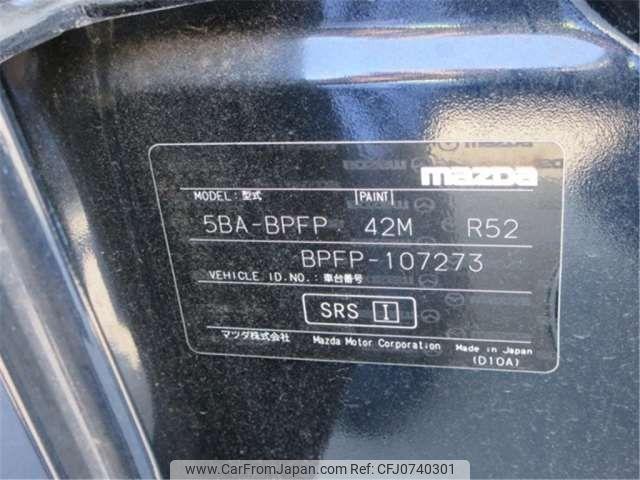 mazda
MODEL：型式 PAINT
5BA-BPFP 42M R52
BPFP-107273
VEHICLE ID.NO.：車台番号
SRS I
マツダ株式会社 Mazda Motor Corporation Made in Japan
(D10A)
www.CarFromJapan.com © CarFromJapan, CFJ0740301